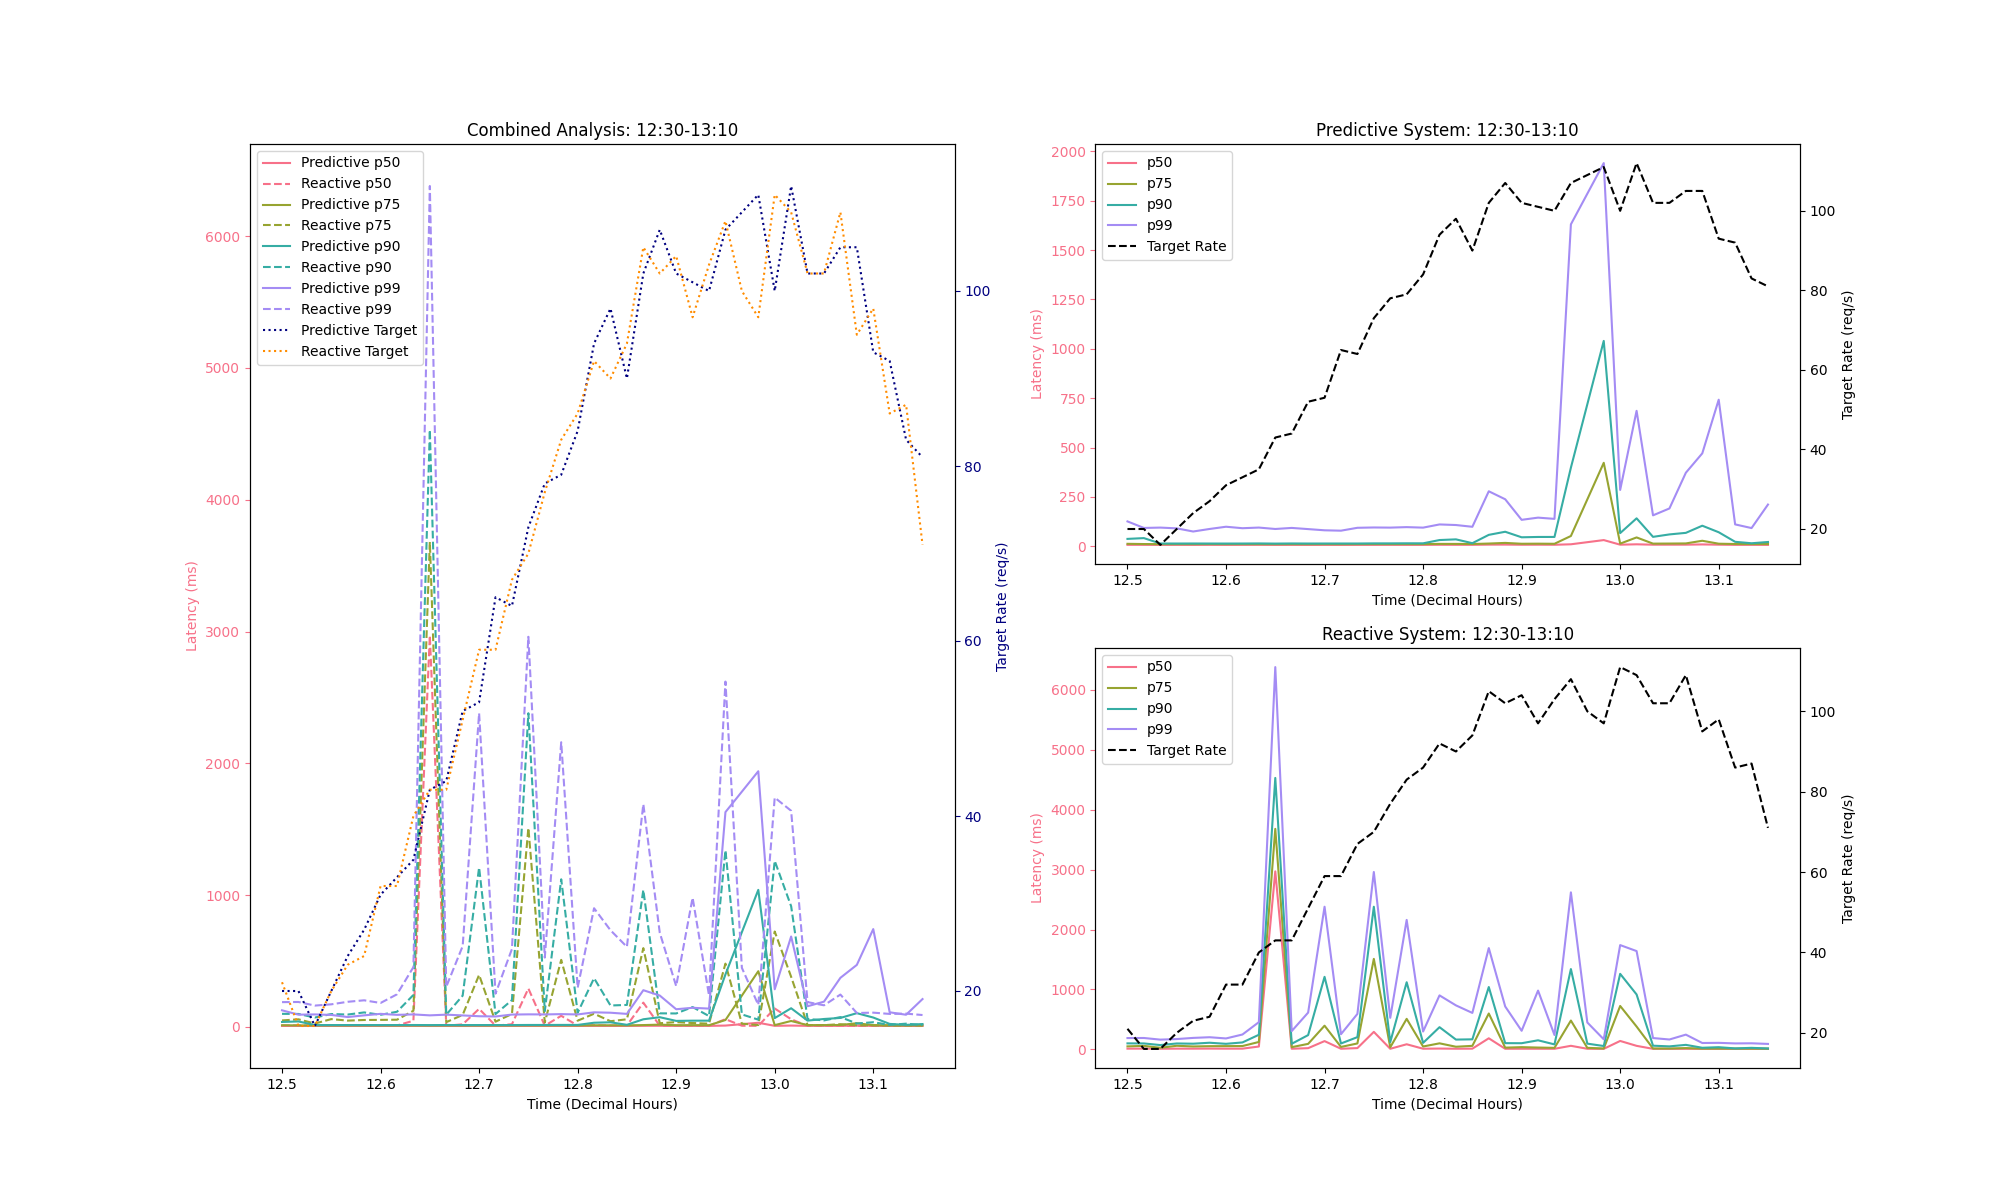 Combined Analysis: 12:30-13:10
Predictive p50
Reactive p50
Predictive p75
Reactive p75
Predictive p90
Reactive p90
Predictive p99
Reactive p99
Predictive Target
Reactive Target
6000
5000
4000
3000
2000
1000
0
Latency (ms)
100
80
60
40
20
Target Rate (req/s)
12.5 12.6 12.7 12.8 12.9 13.0 13.1
Time (Decimal Hours)
Predictive System: 12:30-13:10
p50
p75
p90
p99
Target Rate
2000
1750
1500
1250
1000
750
500
250
0
Latency (ms)
100
80
60
40
20
Target Rate (req/s)
12.5 12.6 12.7 12.8 12.9 13.0 13.1
Time (Decimal Hours)
Reactive System: 12:30-13:10
p50
p75
p90
p99
Target Rate
6000
5000
4000
3000
2000
1000
0
Latency (ms)
100
80
60
40
20
Target Rate (req/s)
12.5 12.6 12.7 12.8 12.9 13.0 13.1
Time (Decimal Hours)